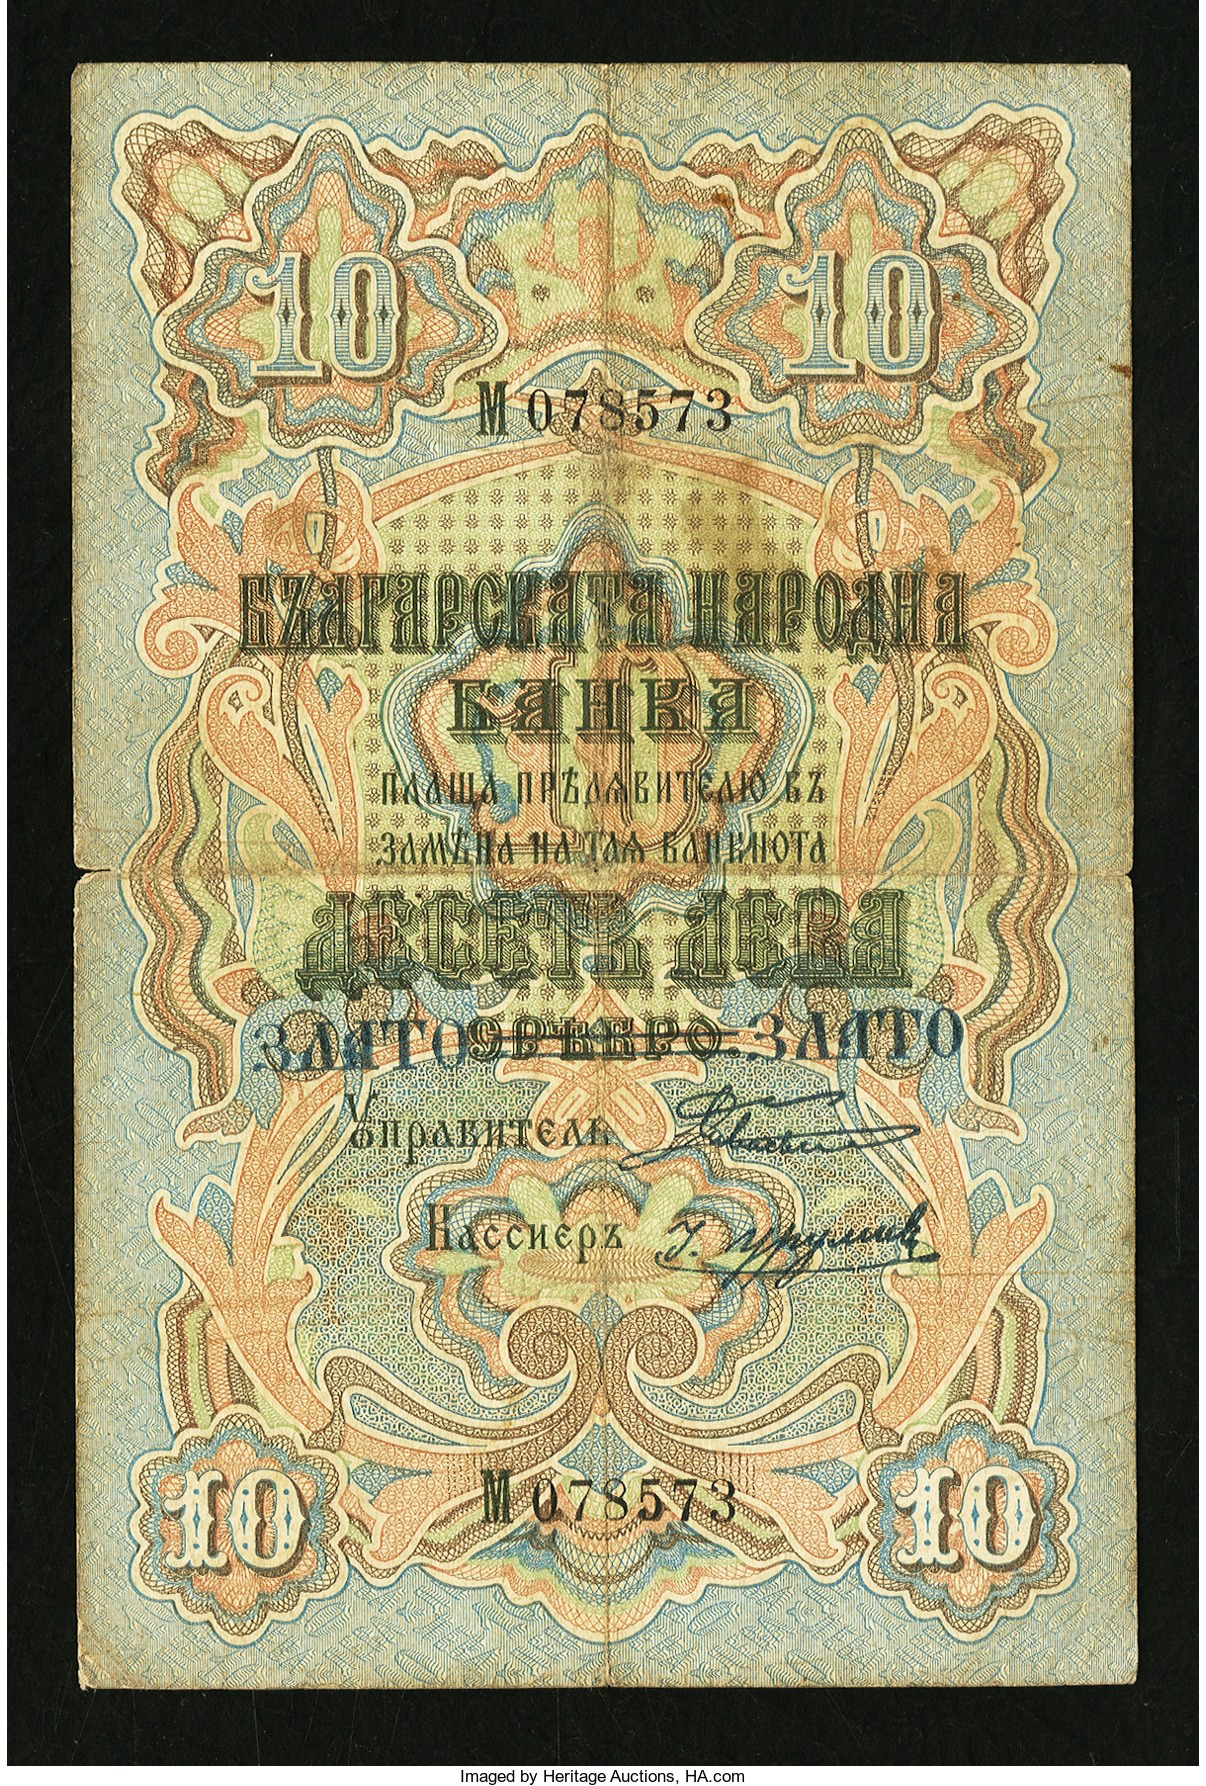 10 10
М 078573
БЪЛГАРСКАТА НАРОДНА
БАНКА
ПЛАЩА ПРѢДЯВИТЕЛЮ ВЪ
ЗАМѢНА НА ТАЯ БАНКНОТА
ДЕСЕТЬ ЛЕВА
ЗЛАТО СРѢБРО. ЗЛАТО
Управитель
Кассиеръ
М 078573
10 10
Imaged by Heritage Auctions, HA.com